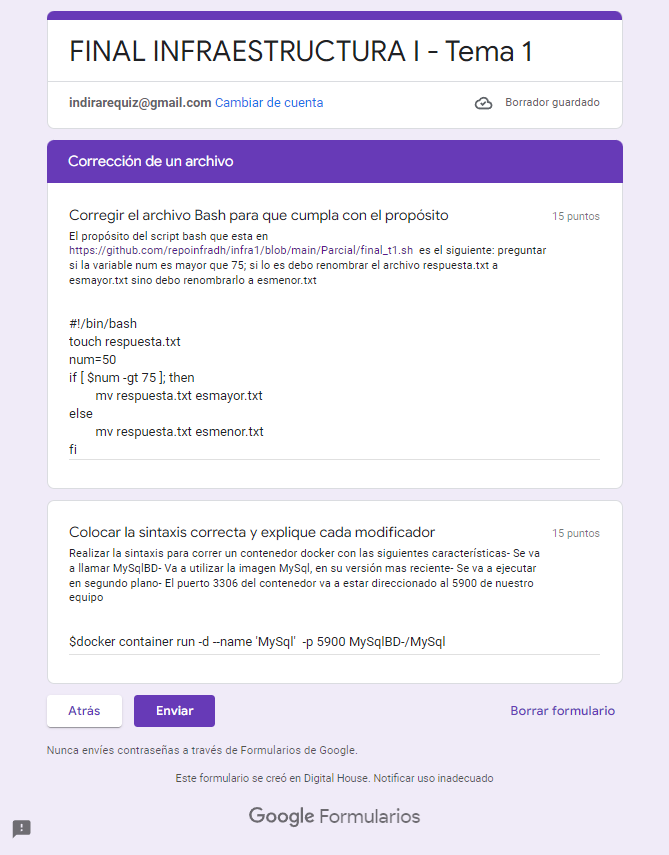 FINAL INFRAESTRUCTURA I - Tema 1
indirarequiz@gmail.com Cambiar de cuenta
Borrador guardado
Corrección de un archivo
Corregir el archivo Bash para que cumpla con el propósito
15 puntos
El propósito del script bash que esta en
https://github.com/repoinfradh/infra1/blob/main/Parcial/final_t1.sh es el siguiente: preguntar
si la variable num es mayor que 75; si lo es debo renombrar el archivo respuesta.txt a
esmayor.txt sino debo renombrarlo a esmenor.txt
#!/bin/bash
touch respuesta.txt
num=50
if [ $num -gt 75 ]; then
mv respuesta.txt esmayor.txt
else
mv respuesta.txt esmenor.txt
fi
Colocar la sintaxis correcta y explique cada modificador
15 puntos
Realizar la sintaxis para correr un contenedor docker con las siguientes características- Se va
a llamar MySqlBD- Va a utilizar la imagen MySql, en su versión mas reciente- Se va a ejecutar
en segundo plano- El puerto 3306 del contenedor va a estar direccionado al 5900 de nuestro
equipo
$docker container run -d --name 'MySql' -p 5900 MySqlBD-/MySql
Atrás
Enviar
Borrar formulario
Nunca envíes contraseñas a través de Formularios de Google.
Este formulario se creó en Digital House. Notificar uso inadecuado
Google Formularios